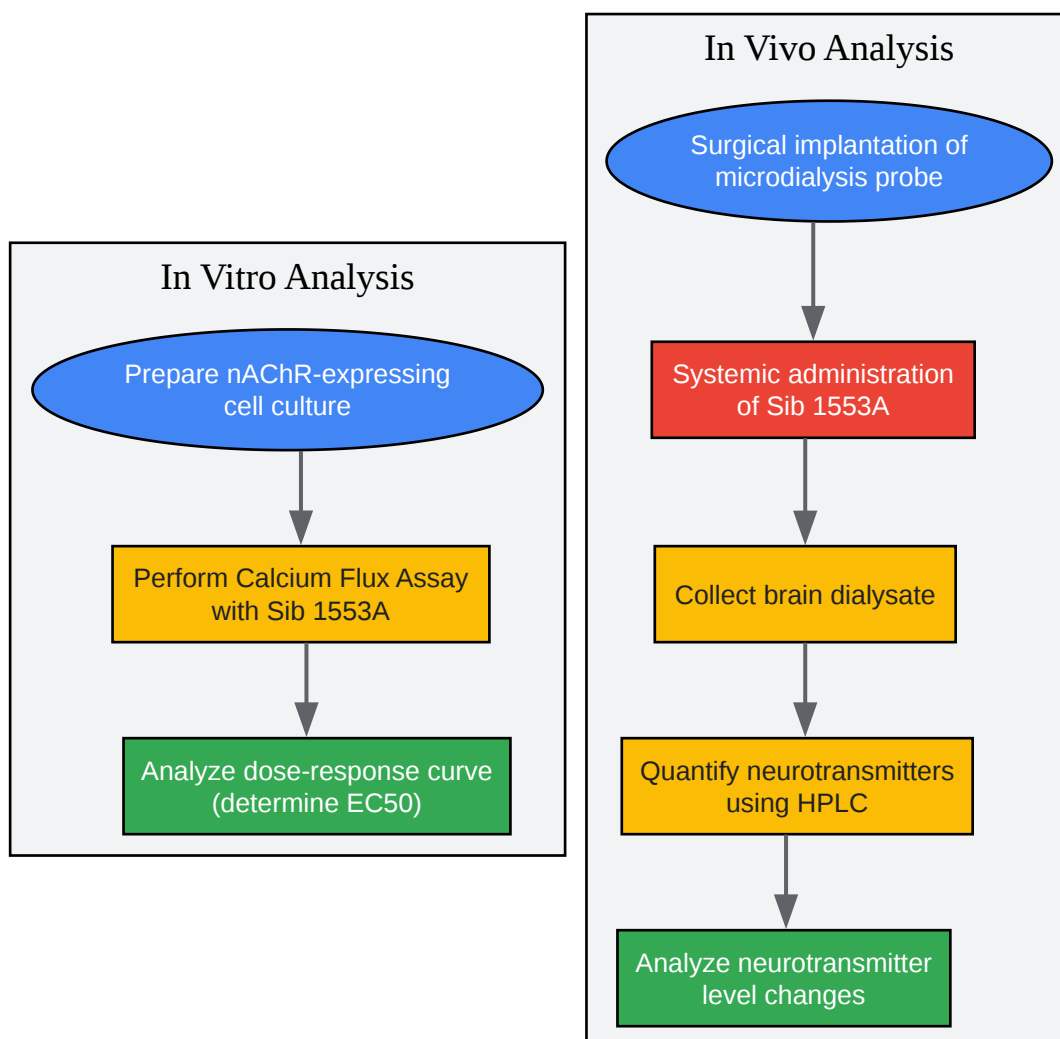 In Vitro Analysis
Prepare nAChR-expressing
cell culture
Perform Calcium Flux Assay
with Sib 1553A
Analyze dose-response curve
(determine EC50)
In Vivo Analysis
Surgical implantation of
microdialysis probe
Systemic administration
of Sib 1553A
Collect brain dialysate
Quantify neurotransmitters
using HPLC
Analyze neurotransmitter
level changes